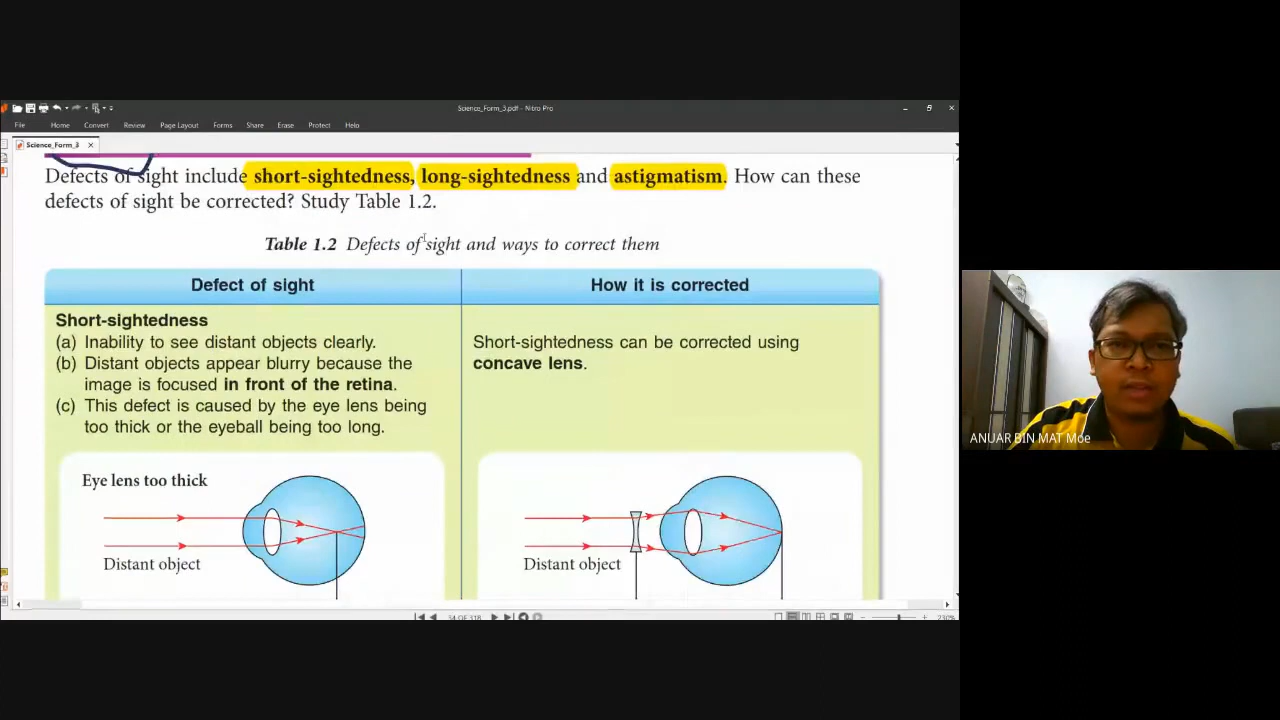 Science_Form_3.pdf - Nitro Pro
File Home Convert Review Page Layout Forms Share Erase Protect Help
Science_Form_3
Defects of sight include short-sightedness, long-sightedness and astigmatism. How can these
defects of sight be corrected? Study Table 1.2.
Table 1.2 Defects of sight and ways to correct them
Defect of sight
How it is corrected
Short-sightedness
(a) Inability to see distant objects clearly.
(b) Distant objects appear blurry because the
image is focused in front of the retina.
(c) This defect is caused by the eye lens being
too thick or the eyeball being too long.
Short-sightedness can be corrected using
concave lens.
Eye lens too thick
Distant object
Distant object
34 OF 318
230%
ANUAR BIN MAT Moe